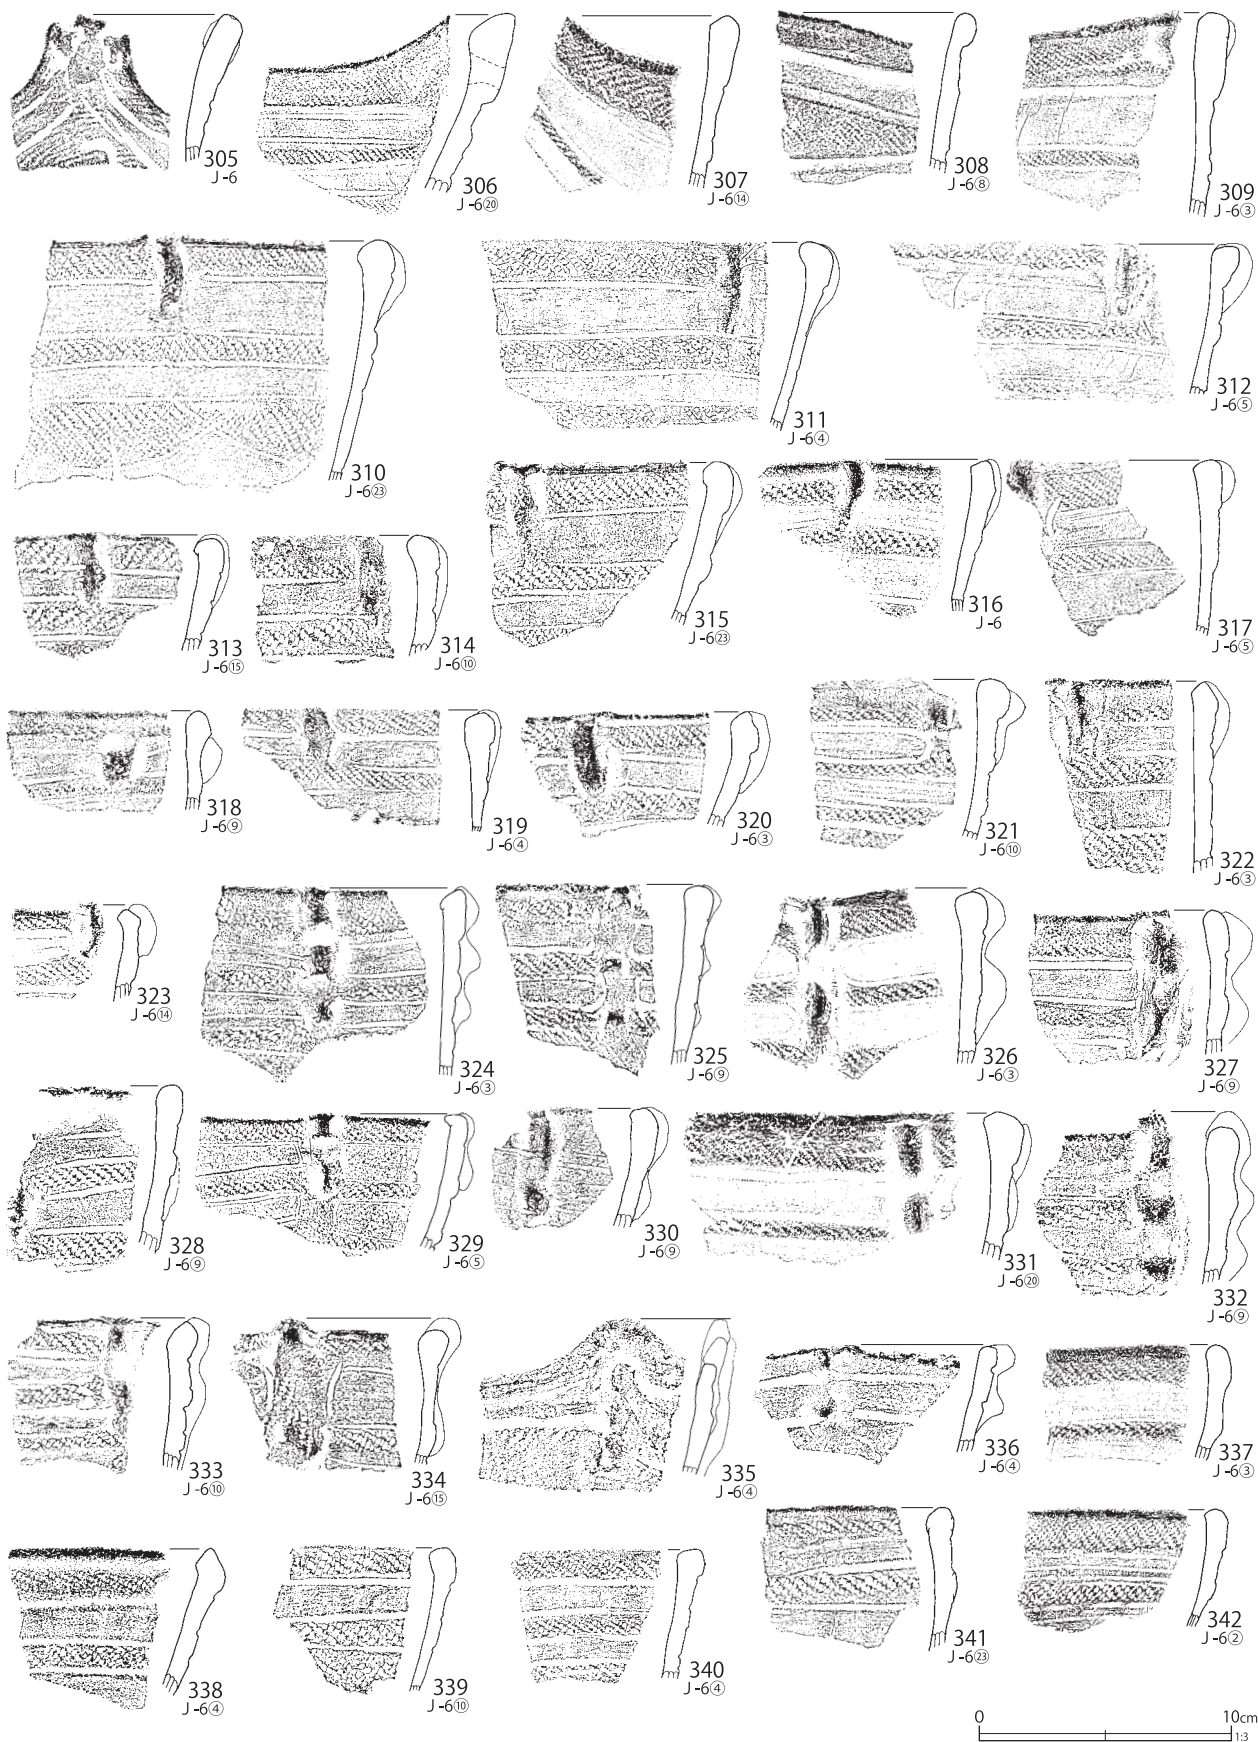 305
J-6
306
J-6⑳
307
J-6⑭
308
J-6⑧
309
J-6③
310
J-6㉓
311
J-6④
312
J-6⑤
313
J-6⑮
314
J-6⑩
315
J-6㉓
316
J-6
317
J-6⑤
318
J-6⑨
319
J-6④
320
J-6③
321
J-6⑩
322
J-6③
323
J-6⑭
324
J-6③
325
J-6⑨
326
J-6③
327
J-6⑨
328
J-6⑨
329
J-6⑤
330
J-6⑨
331
J-6⑳
332
J-6⑨
333
J-6⑩
334
J-6⑮
335
J-6④
336
J-6④
337
J-6③
338
J-6④
339
J-6⑩
340
J-6④
341
J-6㉓
342
J-6②
0 10cm
1:3